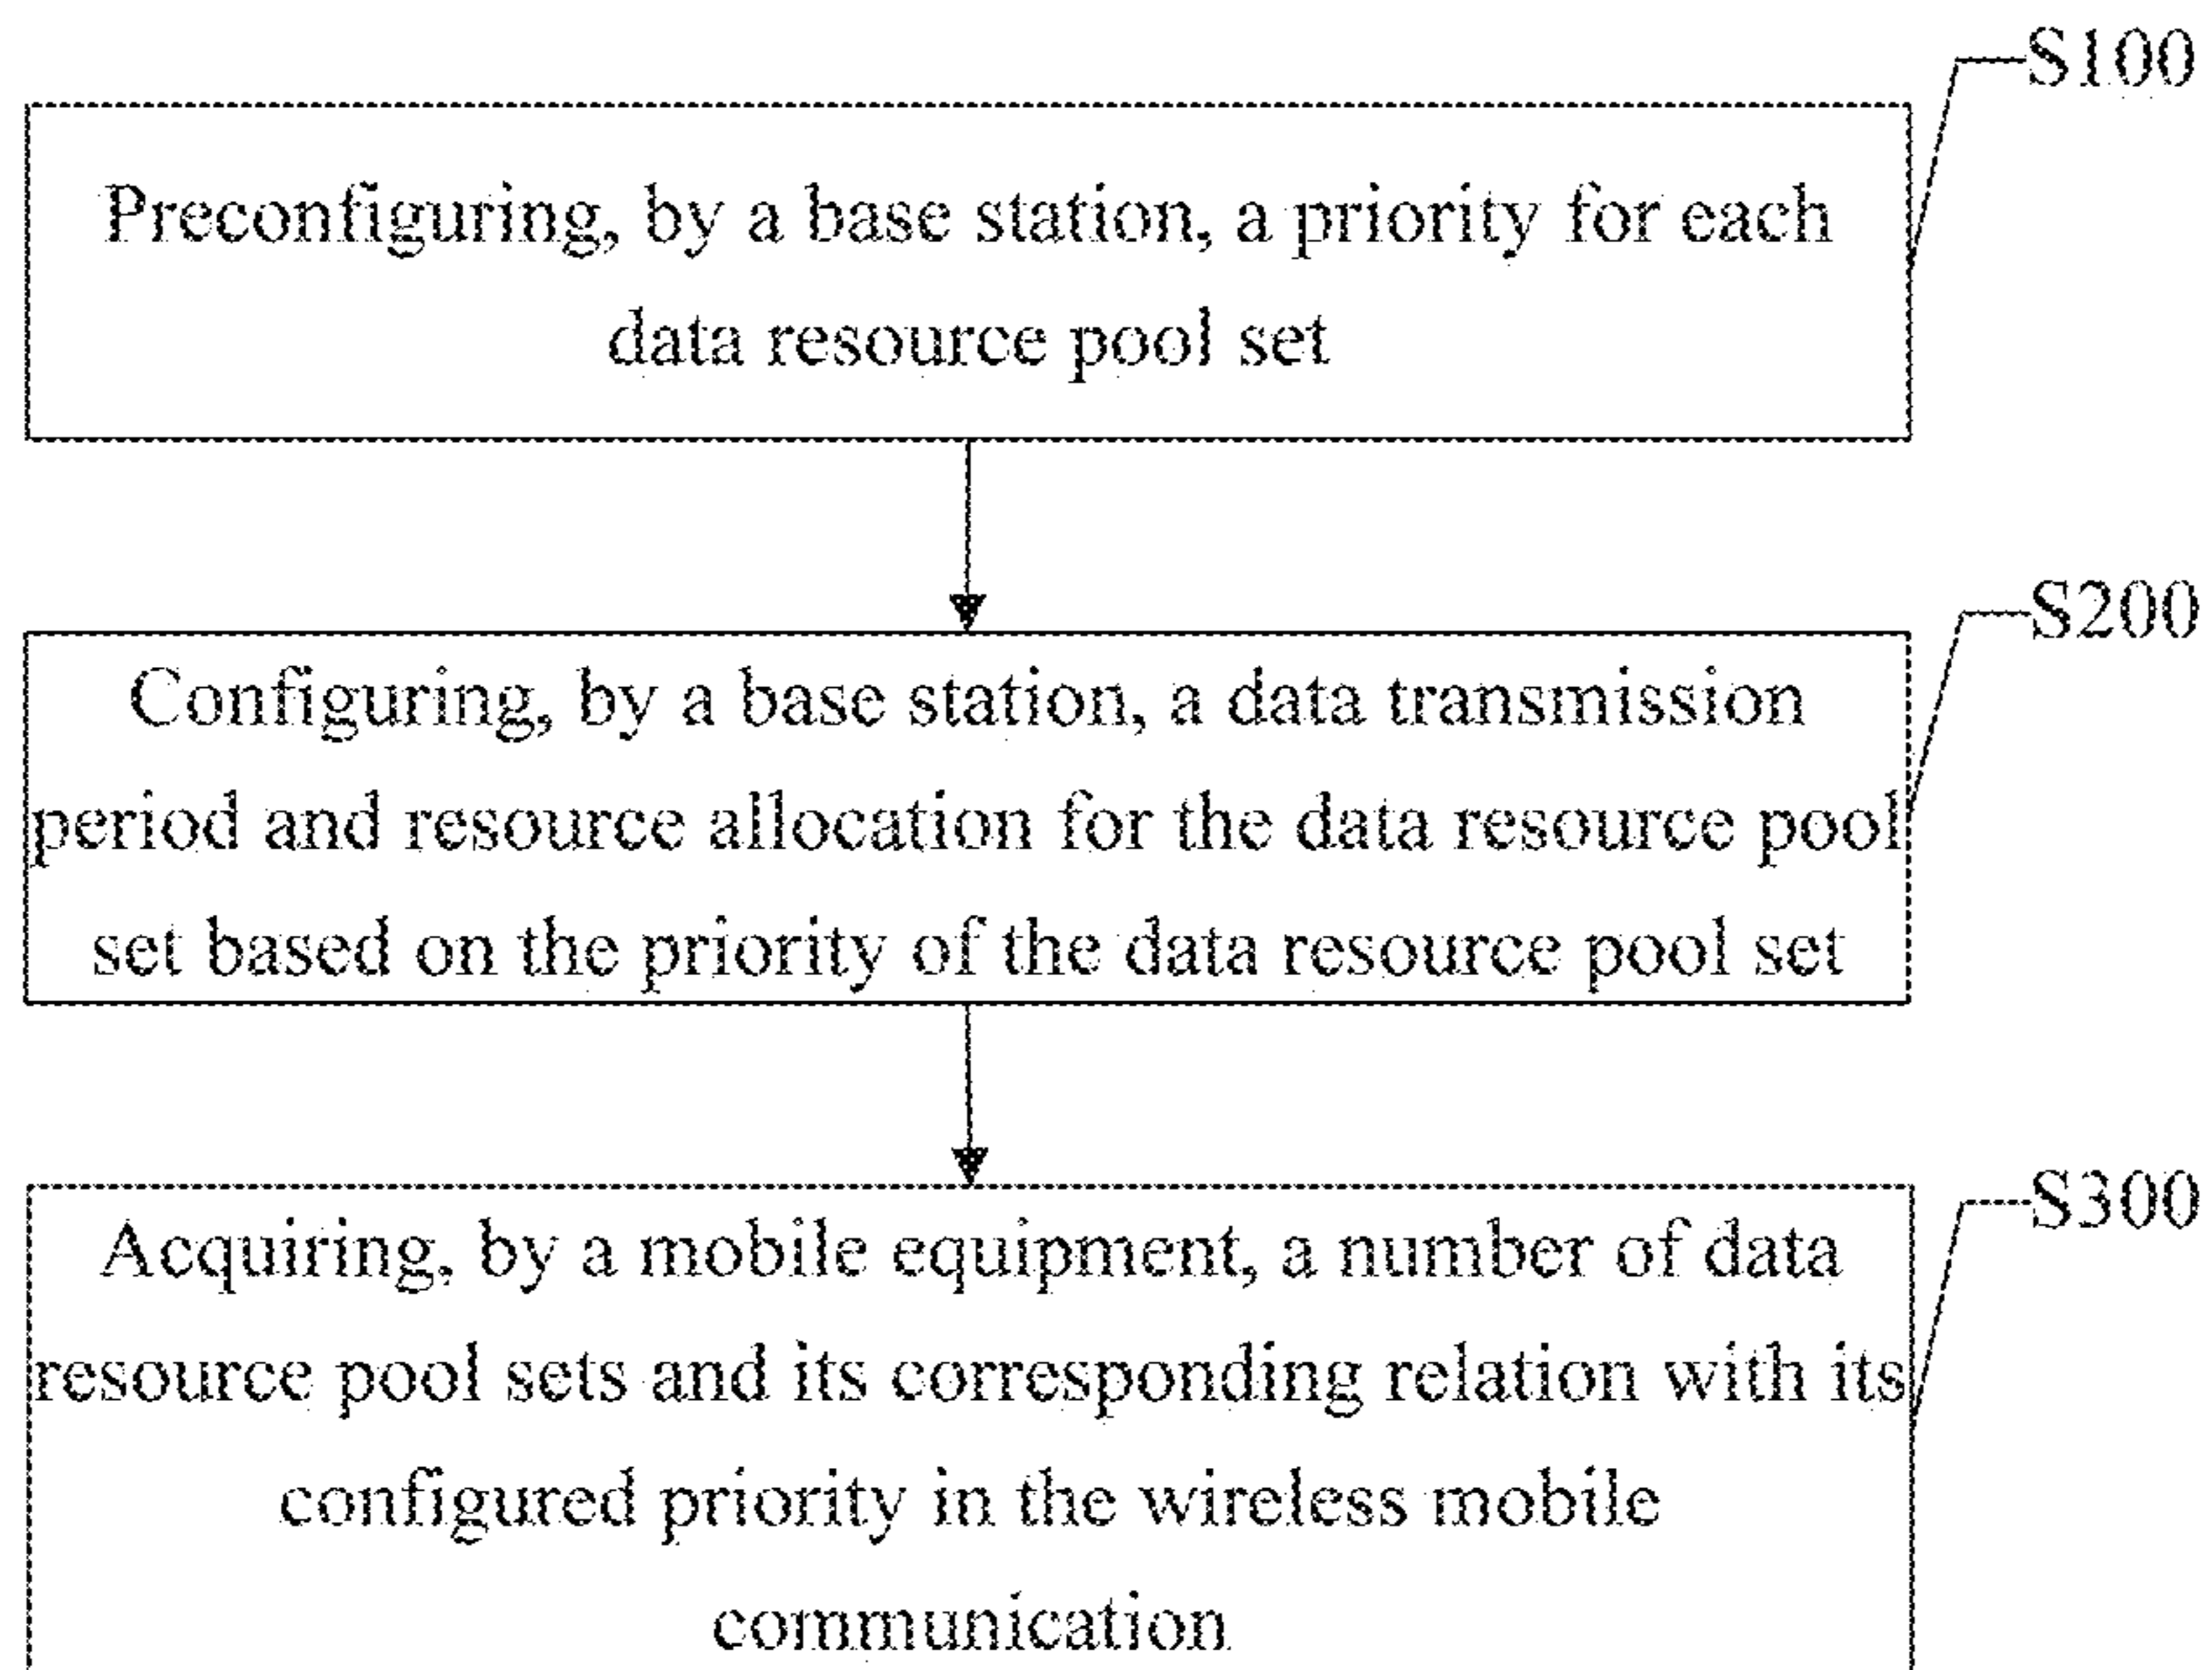 S100
Preconfiguring, by a base station, a priority for each
data resource pool set
S200
Configuring, by a base station, a data transmission
period and resource allocation for the data resource pool
set based on the priority of the data resource pool set
S300
Acquiring, by a mobile equipment, a number of data
resource pool sets and its corresponding relation with its
configured priority in the wireless mobile
communication